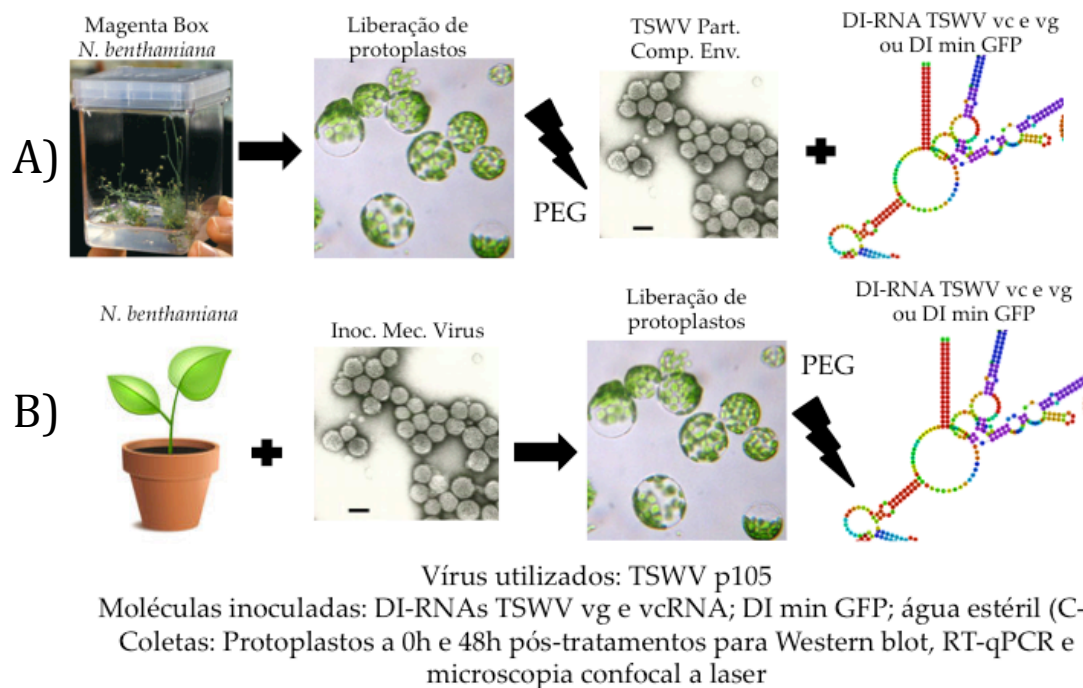 Magenta Box
N. benthamiana
Liberação de
protoplastos
TSWV Part.
Comp. Env.
DI-RNA TSWV vc e vg
ou DI min GFP
A)
PEG
N. benthamiana
Inoc. Mec. Virus
Liberação de
protoplastos
DI-RNA TSWV vc e vg
ou DI min GFP
PEG
B)
Vírus utilizados: TSWV p105
Moléculas inoculadas: DI-RNAs TSWV vg e vcRNA; DI min GFP; água estéril (C-
Coletas: Protoplastos a 0h e 48h pós-tratamentos para Western blot, RT-qPCR e
microscopia confocal a laser